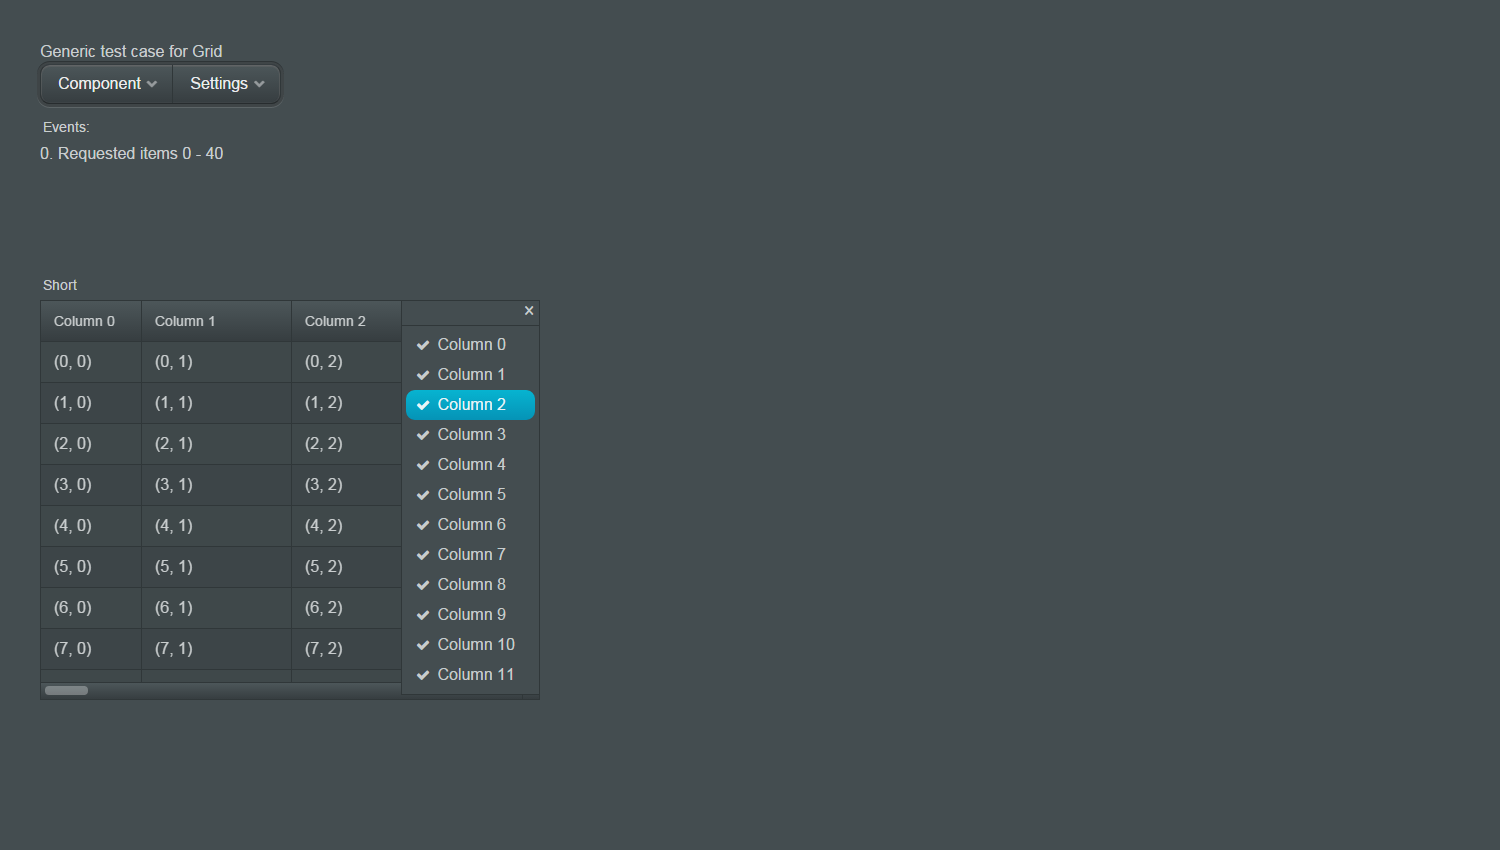 Generic test case for Grid
Component Settings
Events:
0. Requested items 0 - 40
Short
Column 0 Column 1 Column 2
(0, 0) (0, 1) (0, 2)
(1, 0) (1, 1) (1, 2)
(2, 0) (2, 1) (2, 2)
(3, 0) (3, 1) (3, 2)
(4, 0) (4, 1) (4, 2)
(5, 0) (5, 1) (5, 2)
(6, 0) (6, 1) (6, 2)
(7, 0) (7, 1) (7, 2)
Column 0
Column 1
Column 2
Column 3
Column 4
Column 5
Column 6
Column 7
Column 8
Column 9
Column 10
Column 11